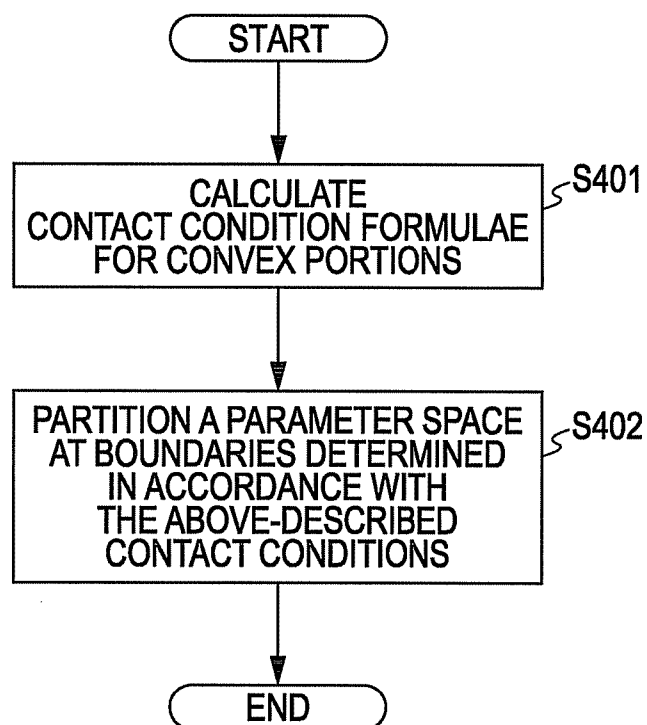 START
CALCULATE
CONTACT CONDITION FORMULAE
FOR CONVEX PORTIONS
S401
PARTITION A PARAMETER SPACE
AT BOUNDARIES DETERMINED
IN ACCORDANCE WITH
THE ABOVE-DESCRIBED
CONTACT CONDITIONS
S402
END